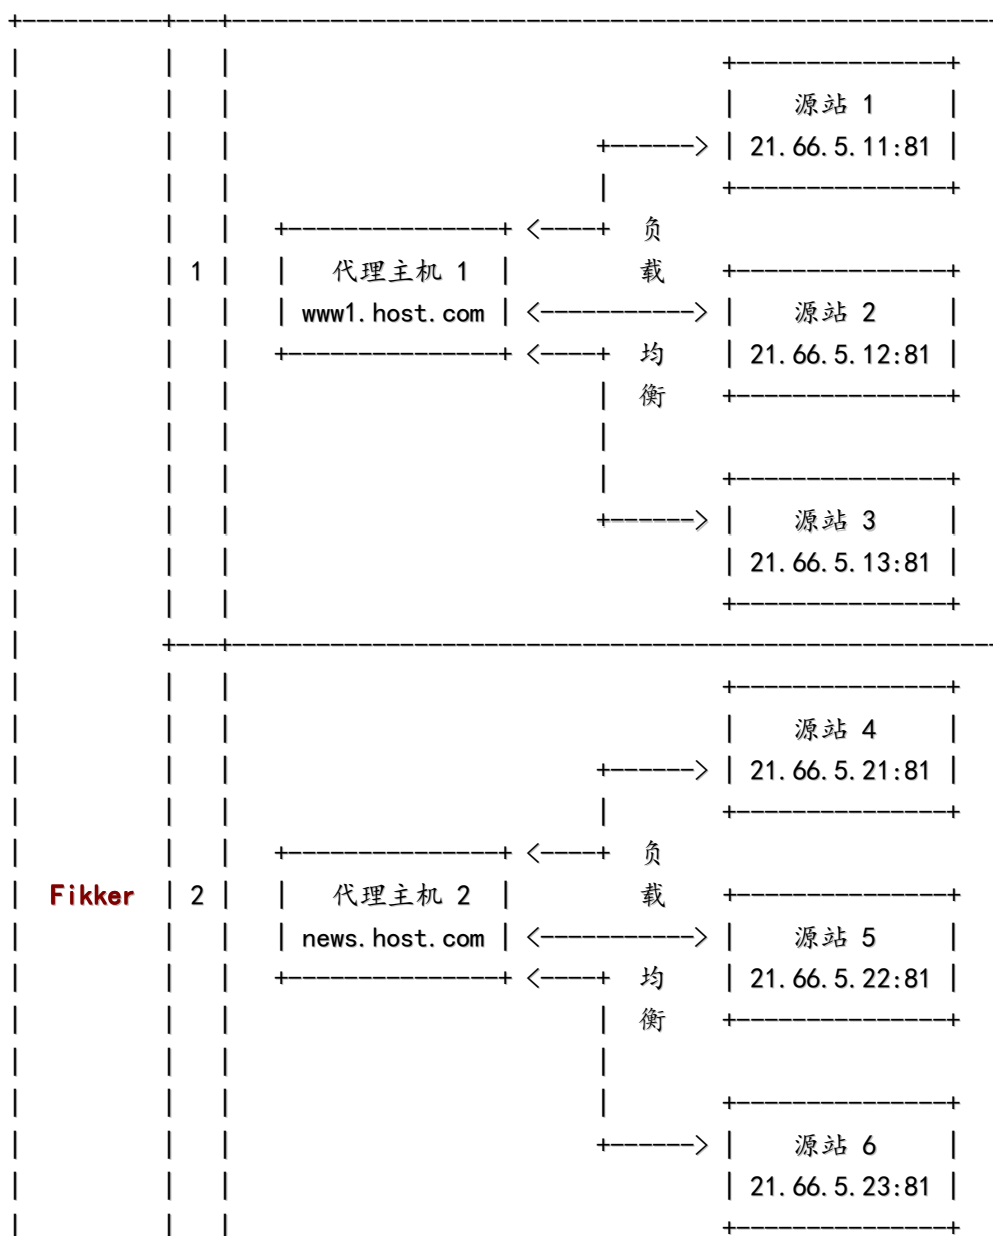 源站 1
21.66.5.11:81
负
1 代理主机 1 载
www1.host.com 源站 2
均 21.66.5.12:81
衡
源站 3
21.66.5.13:81
源站 4
21.66.5.21:81
负
Fikker 2 代理主机 2 载
news.host.com 源站 5
均 21.66.5.22:81
衡
源站 6
21.66.5.23:81